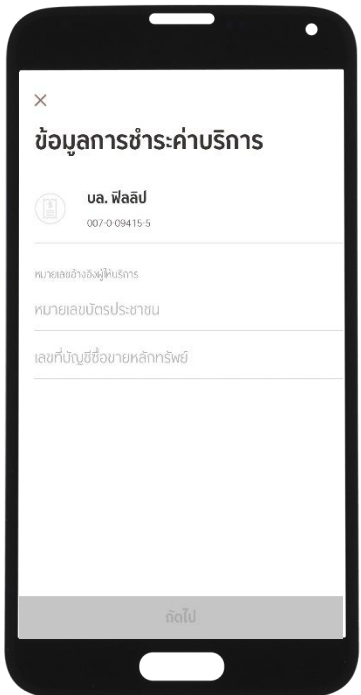 ข้อมูลการชำระค่าบริการ
บล. ฟิลลิป
007-0-09415-5
หมายเลขอ้างอิงผู้ให้บริการ
หมายเลขบัตรประชาชน
เลขที่บัญชีซื้อขายหลักทรัพย์
ถัดไป